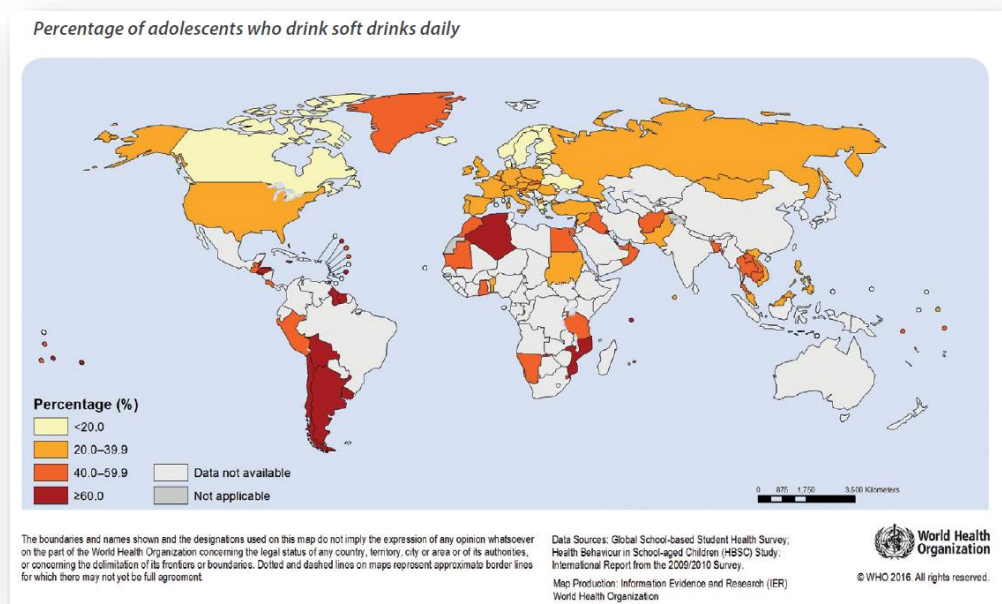 Percentage of adolescents who drink soft drinks daily
Percentage (%)
<20.0
20.0–39.9
40.0–59.9
≥60.0
Data not available
Not applicable
0 875 1,750 3,500 Kilometers
The boundaries and names shown and the designations used on this map do not imply the expression of any opinion whatsoever
on the part of the World Health Organization concerning the legal status of any country, territory, city or area or of its authorities,
or concerning the delimitation of its frontiers or boundaries. Dotted and dashed lines on maps represent approximate border lines
for which there may not yet be full agreement.
Data Sources: Global School-based Student Health Survey;
Health Behaviour in School-aged Children (HBSC) Study:
International Report from the 2009/2010 Survey.
Map Production: Information Evidence and Research (IER)
World Health Organization
World Health
Organization
© WHO 2016. All rights reserved.